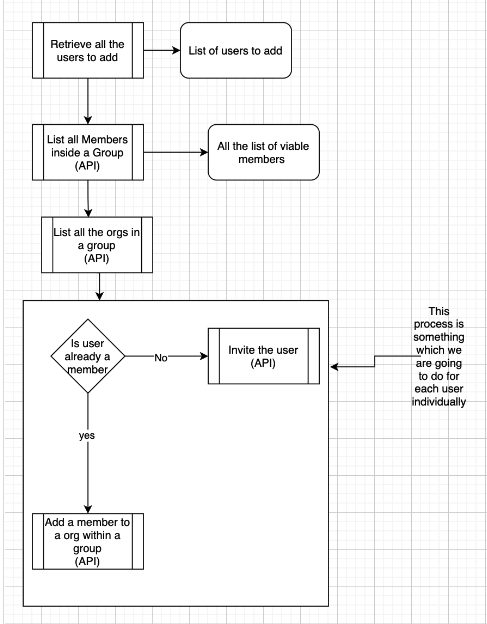 Retrieve all the
users to add
List of users to add
List all Members
inside a Group
(API)
All the list of viable
members
List all the orgs in
a group
(API)
Is user
already a
member
No
Invite the user
(API)
This
process is
something
which we
are going
to do for
each user
individually
yes
Add a member to
a org within a
group
(API)